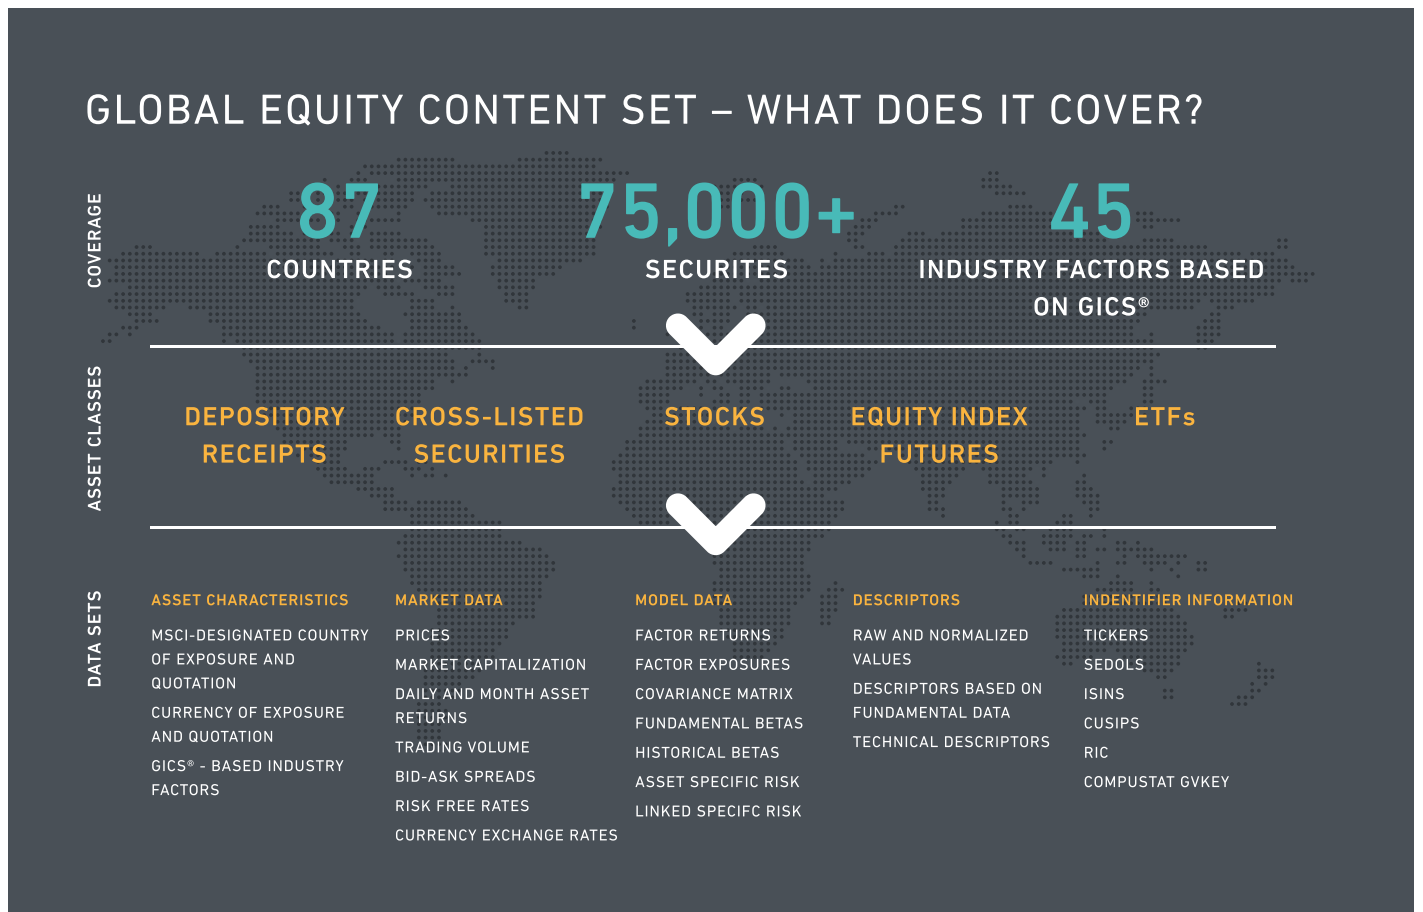 GLOBAL EQUITY CONTENT SET – WHAT DOES IT COVER?
COVERAGE
87
COUNTRIES
75,000+
SECURITES
45
INDUSTRY FACTORS BASED
ON GICS®
ASSET CLASSES
DEPOSITORY
RECEIPTS
CROSS-LISTED
SECURITIES
STOCKS
EQUITY INDEX
FUTURES
ETFs
DATA SETS
ASSET CHARACTERISTICS
MSCI-DESIGNATED COUNTRY
OF EXPOSURE AND
QUOTATION
CURRENCY OF EXPOSURE
AND QUOTATION
GICS® - BASED INDUSTRY
FACTORS
MARKET DATA
PRICES
MARKET CAPITALIZATION
DAILY AND MONTH ASSET
RETURNS
TRADING VOLUME
BID-ASK SPREADS
RISK FREE RATES
CURRENCY EXCHANGE RATES
MODEL DATA
FACTOR RETURNS
FACTOR EXPOSURES
COVARIANCE MATRIX
FUNDAMENTAL BETAS
HISTORICAL BETAS
ASSET SPECIFIC RISK
LINKED SPECIFC RISK
DESCRIPTORS
RAW AND NORMALIZED
VALUES
DESCRIPTORS BASED ON
FUNDAMENTAL DATA
TECHNICAL DESCRIPTORS
INDENTIFIER INFORMATION
TICKERS
SEDOLS
ISINS
CUSIPS
RIC
COMPUSTAT GVKEY